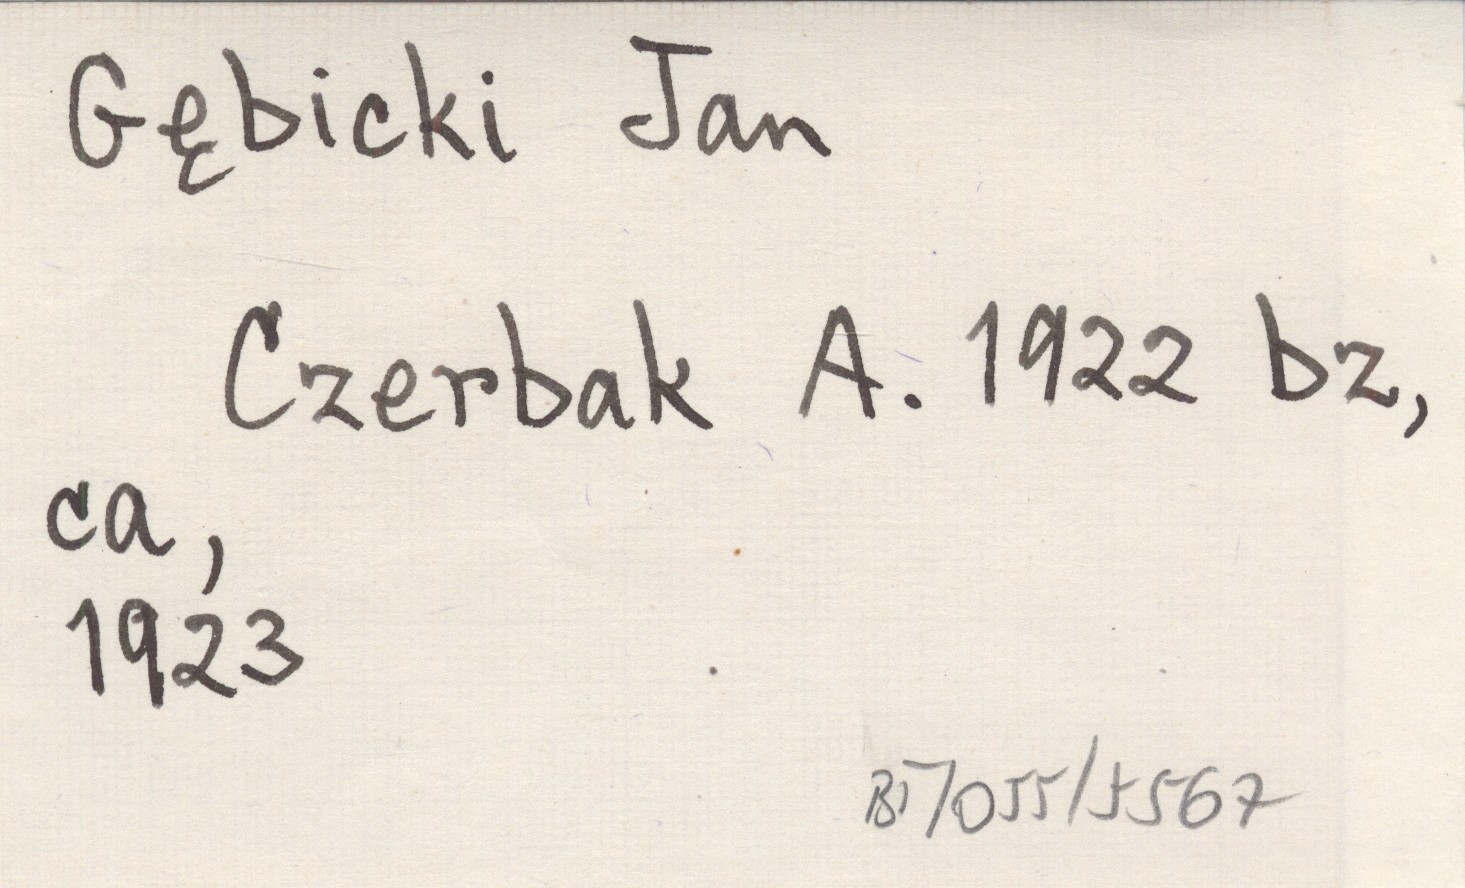 Gębicki Jan
Czerbak A. 1922 bz,
ca,
1923
BI/055/5567